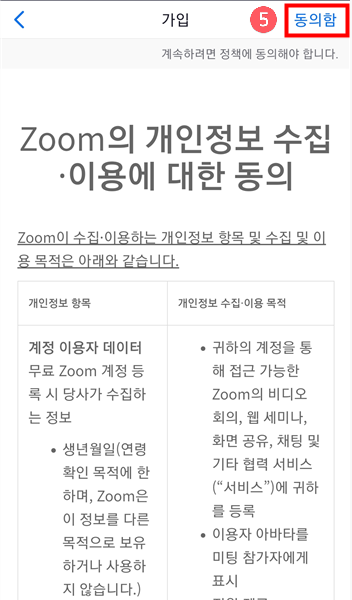 가입
5
동의함
계속하려면 정책에 동의해야 합니다.
Zoom의 개인정보 수집
·이용에 대한 동의
Zoom이 수집·이용하는 개인정보 항목 및 수집 및 이
용 목적은 아래와 같습니다.
개인정보 항목
개인정보 수집·이용 목적
계정 이용자 데이터
무료 Zoom 계정 등
록 시 당사가 수집하
는 정보
• 생년월일(연령
확인 목적에 한
하며, Zoom은
이 정보를 다른
목적으로 보유
하거나 사용하
지 않습니다.)
• 귀하의 계정을 통
해 접근 가능한
Zoom의 비디오
회의, 웹 세미나,
화면 공유, 채팅 및
기타 협력 서비스
(“서비스”)에 귀하
를 등록
• 이용자 아바타를
미팅 참가자에게
표시